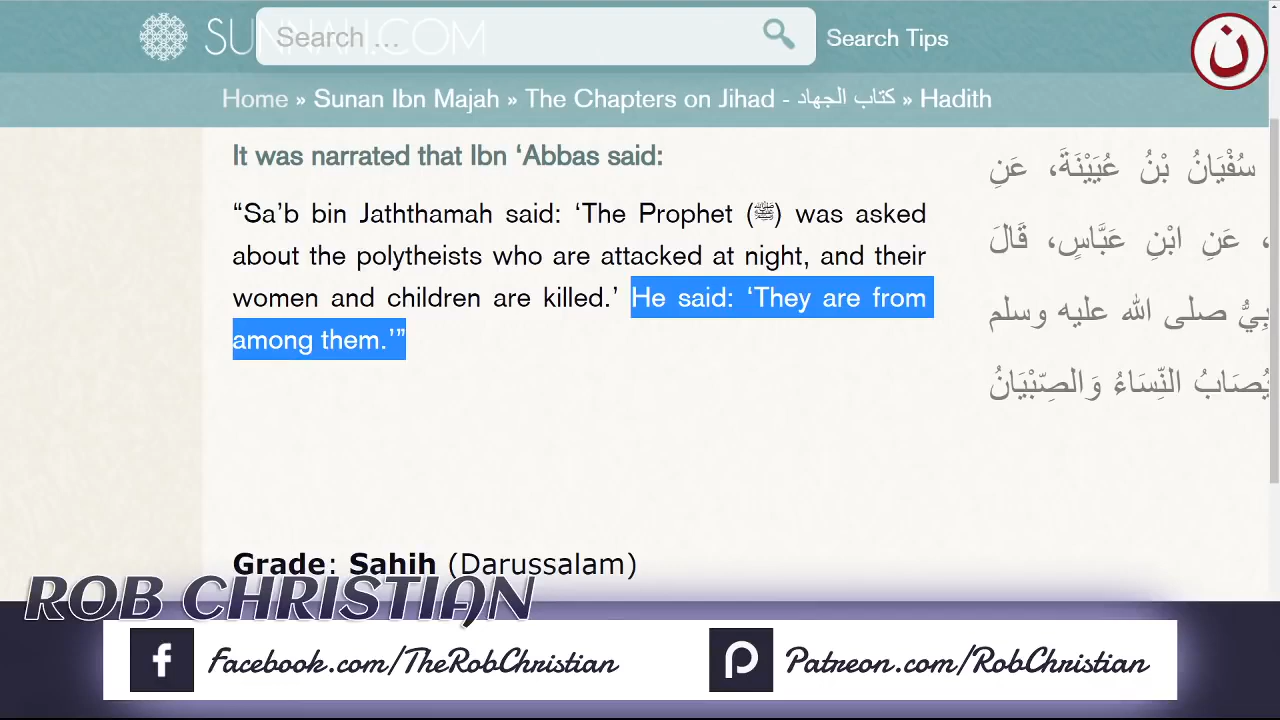 SUNNAH.COM
Search ...
Search Tips
ن
Home » Sunan Ibn Majah » The Chapters on Jihad - كتاب الجهاد » Hadith
It was narrated that Ibn ‘Abbas said:
“Sa’b bin Jaththamah said: ‘The Prophet (ﷺ) was asked
about the polytheists who are attacked at night, and their
women and children are killed.’ He said: ‘They are from
among them.’”
سُفْيَانُ بْنُ عُيَيْنَةَ، عَنِ
، عَنِ ابْنِ عَبَّاسٍ، قَالَ
صلى الله عليه وسلم
يُصَابُ النِّسَاءُ وَالصِّبْيَانُ
Grade: Sahih (Darussalam)
ROB CHRISTIAN
Facebook.com/TheRobChristian
Patreon.com/RobChristian